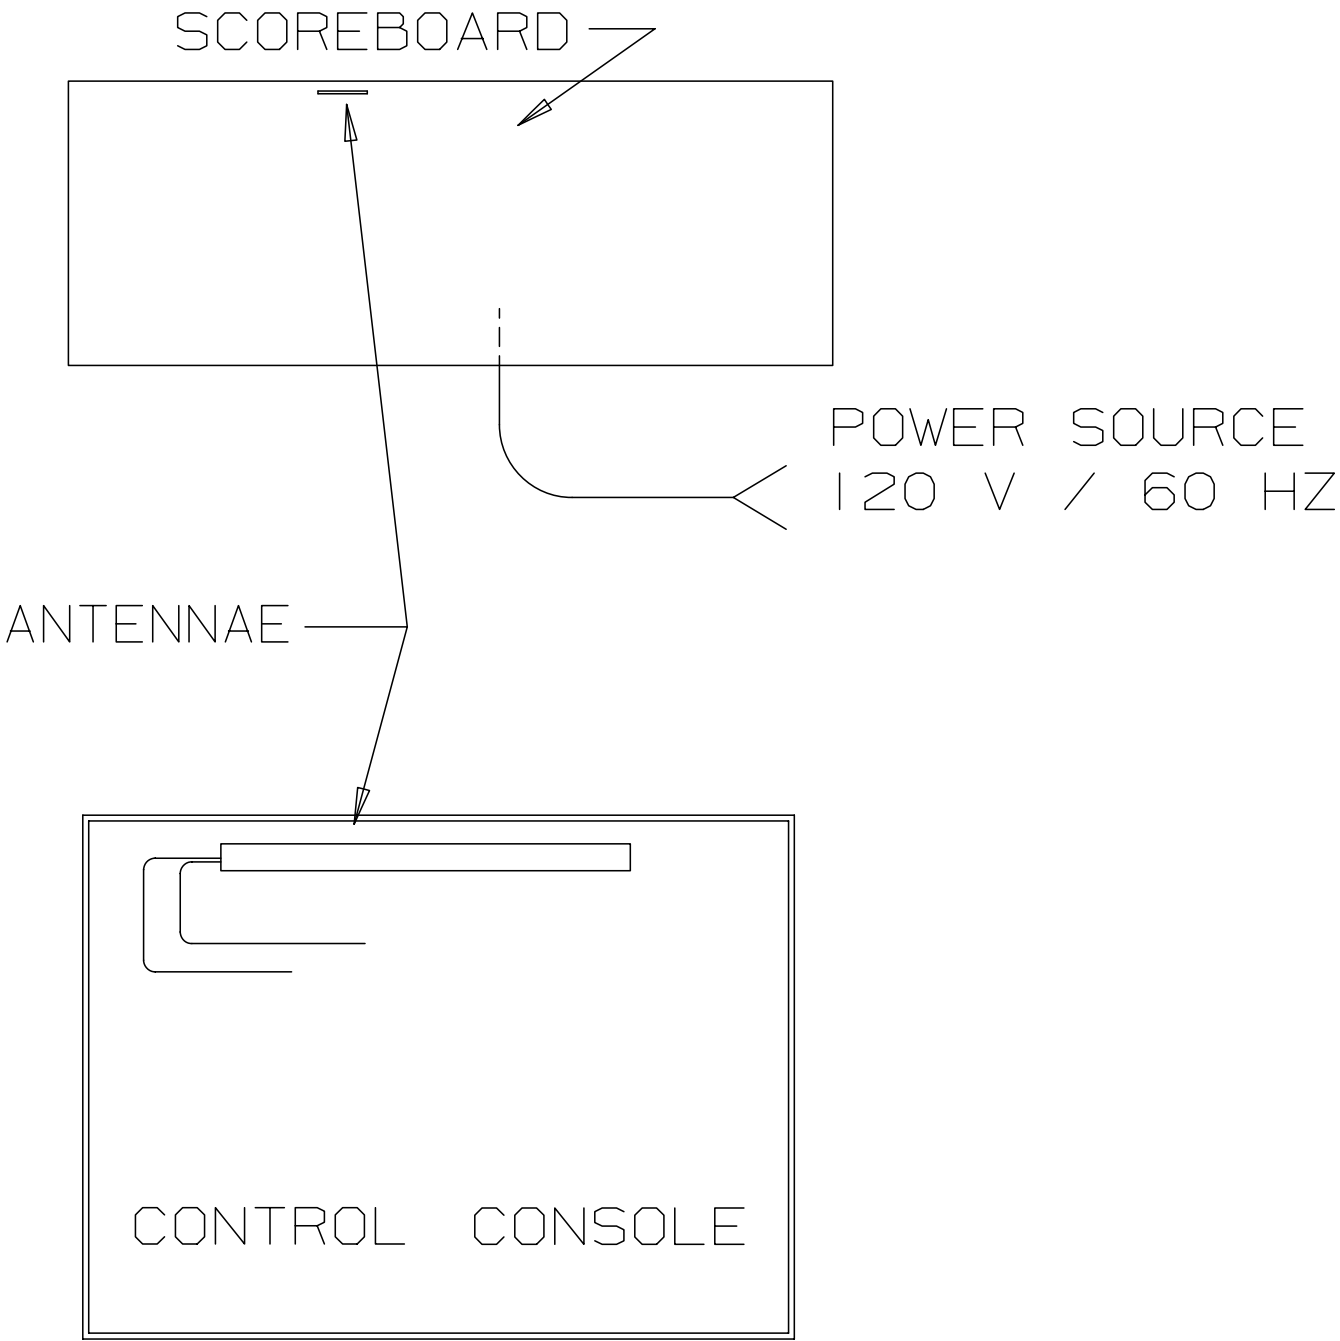 SCOREBOARD
POWER SOURCE
120 V / 60 HZ
ANTENNAE
CONTROL CONSOLE